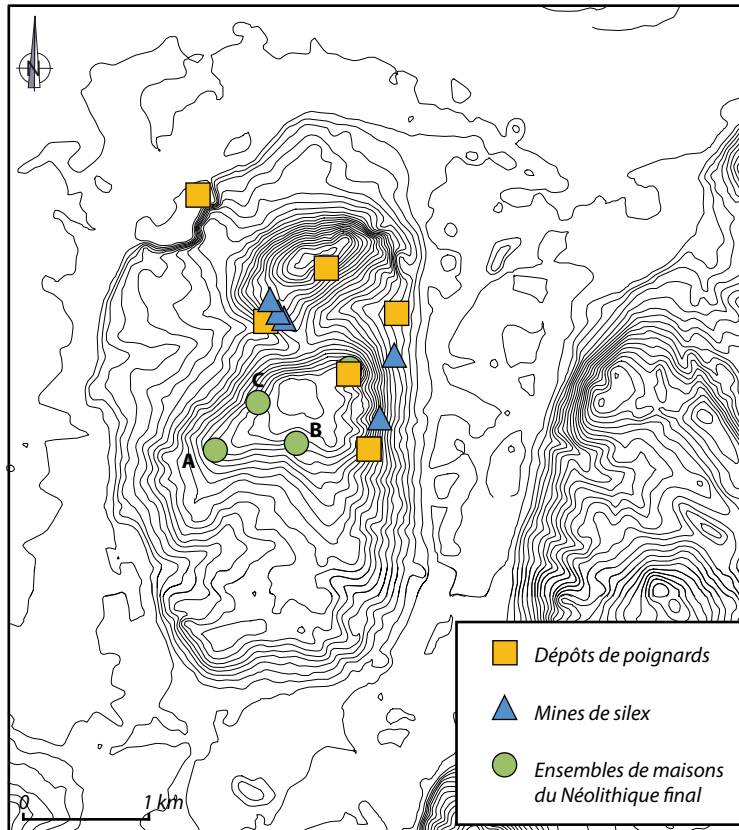 N
C
B
A
Dépôts de poignards
Mines de silex
Ensembles de maisons
du Néolithique final
0 1 km